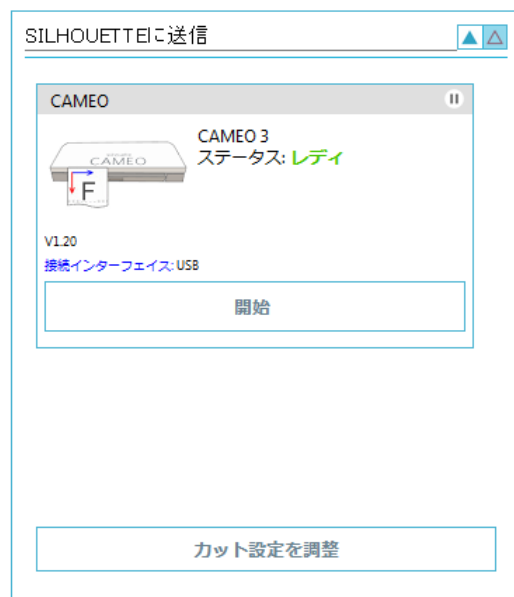 SILHOUETTEに送信
CAMEO
CAMEO 3
ステータス: レディ
CAMEO
F
V1.20
接続インターフェイス: USB
開始
カット設定を調整